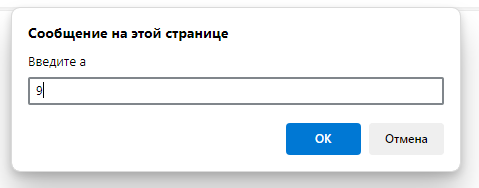 Сообщение на этой странице
Введите а
9
ОК
Отмена